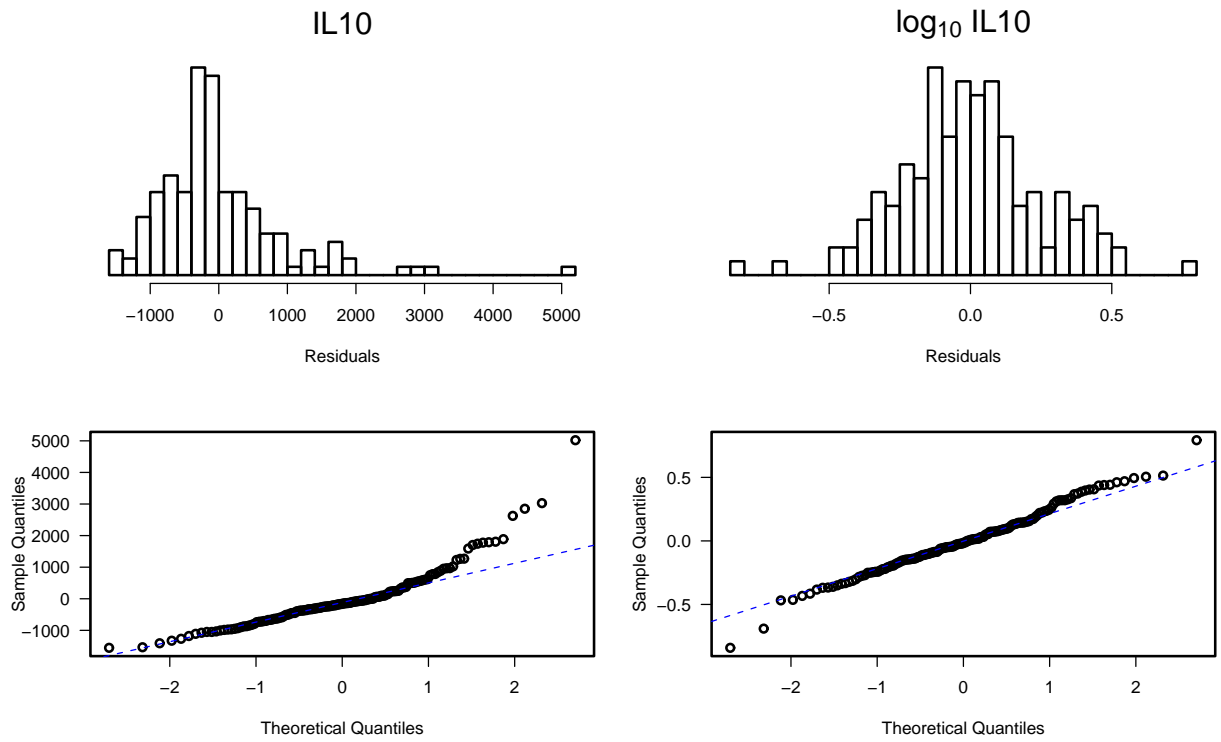 IL10
log10 IL10
−1000 0 1000 2000 3000 4000 5000
−0.5 0.0 0.5
Residuals
Residuals
5000
4000
3000
2000
1000
0
−1000
Sample Quantiles
−2 −1 0 1 2
Theoretical Quantiles
0.5
0.0
−0.5
Sample Quantiles
−2 −1 0 1 2
Theoretical Quantiles